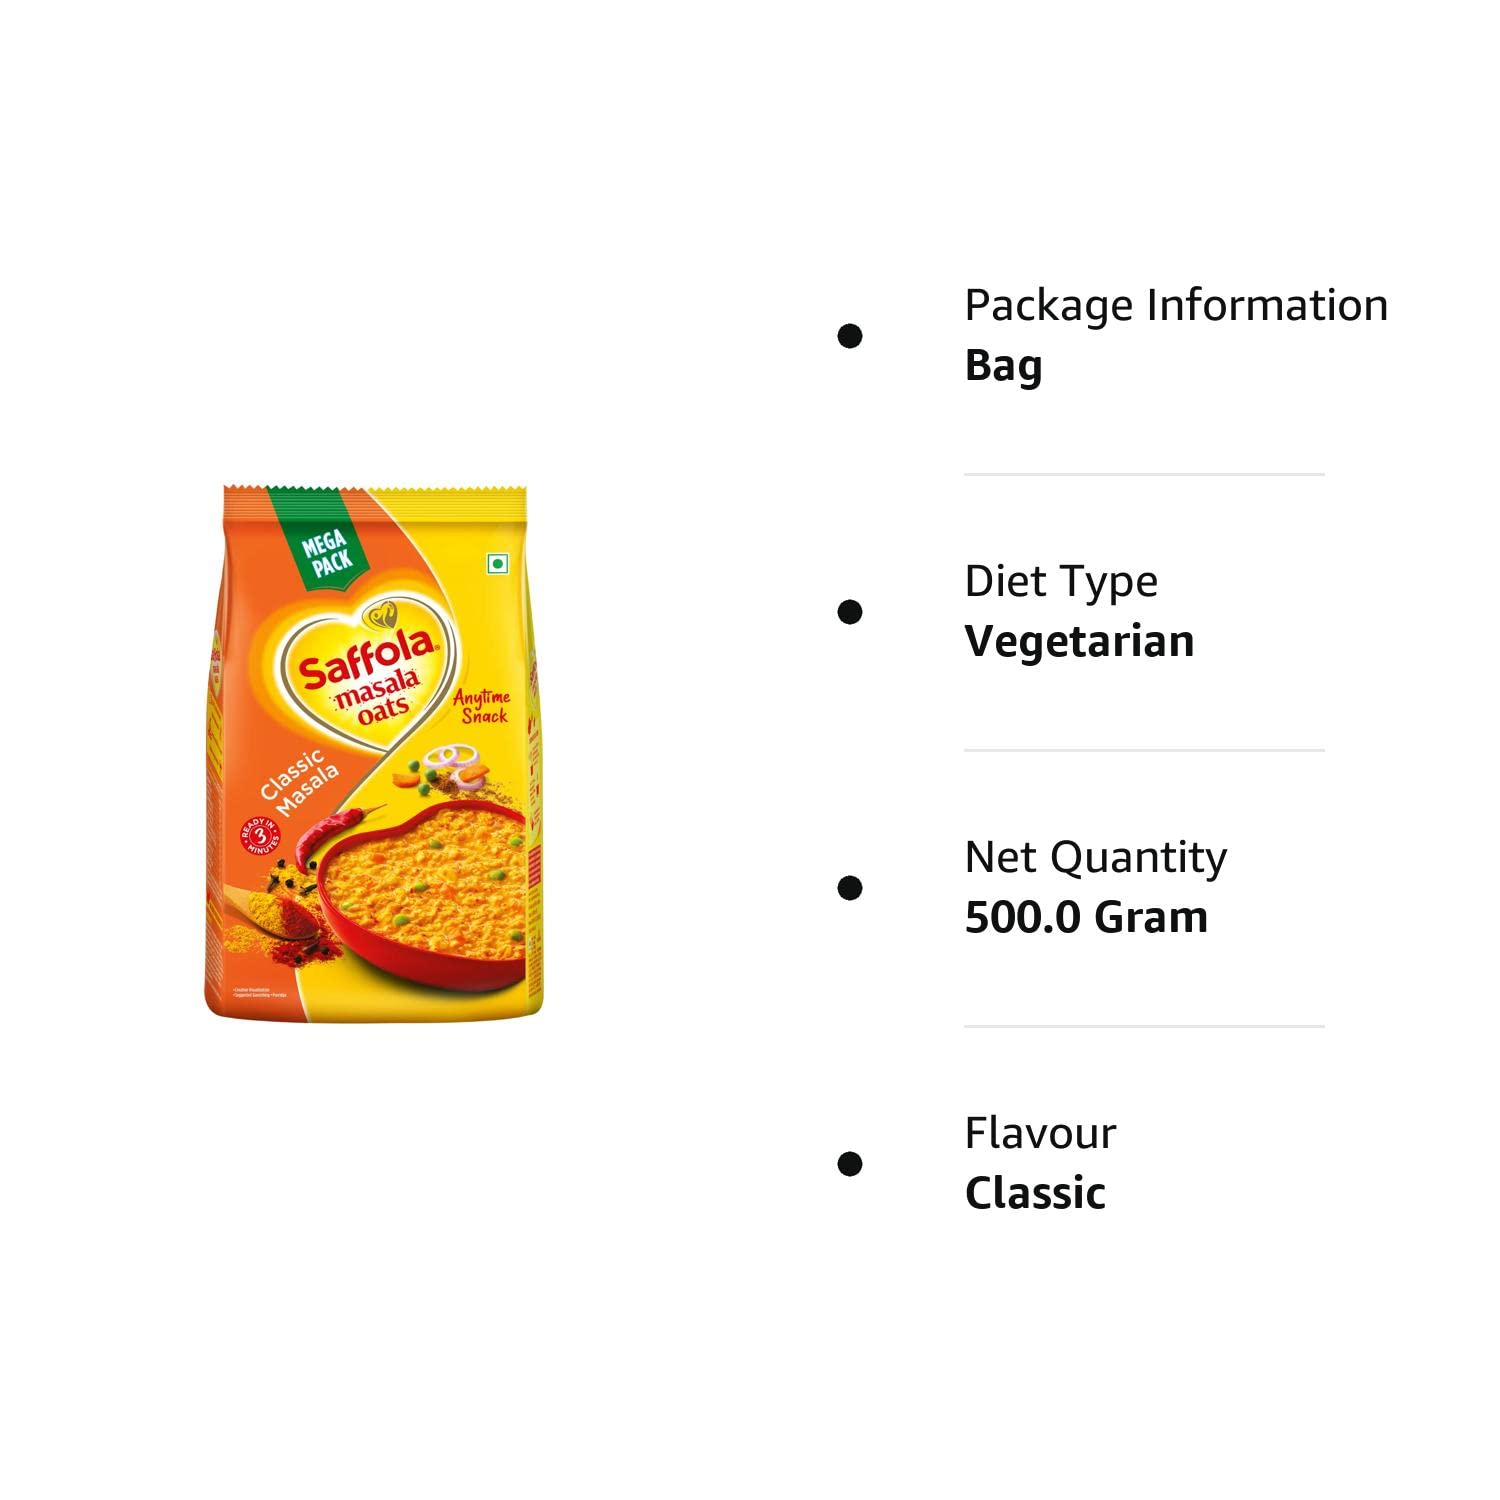 MEGA
PACK
Saffola
masala
oats
Anytime
Snack
Classic
Masala
READY IN
3
MINUTES
Package Information
Bag
Diet Type
Vegetarian
Net Quantity
500.0 Gram
Flavour
Classic